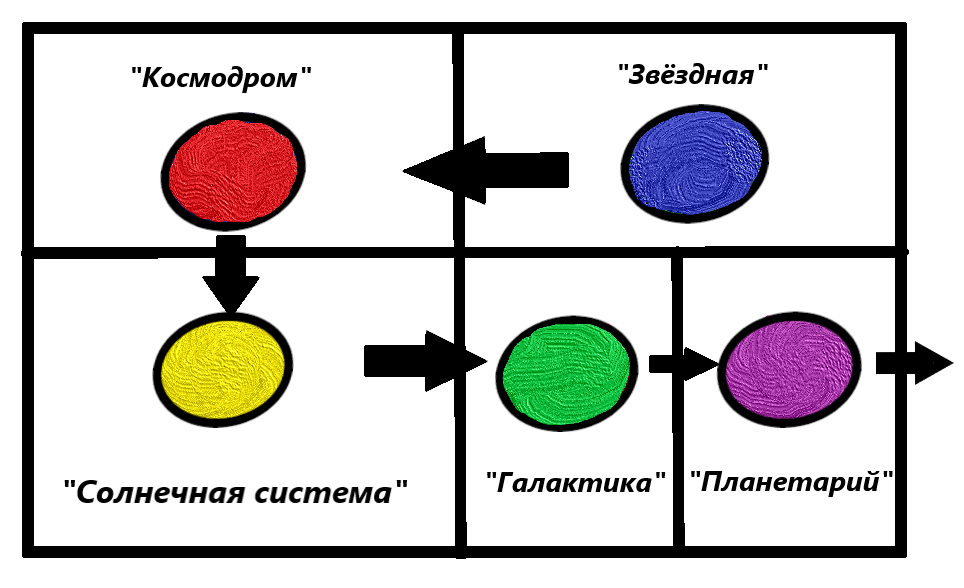 "Космодром"
"Звёздная"
"Солнечная система"
"Галактика"
"Планетарий"